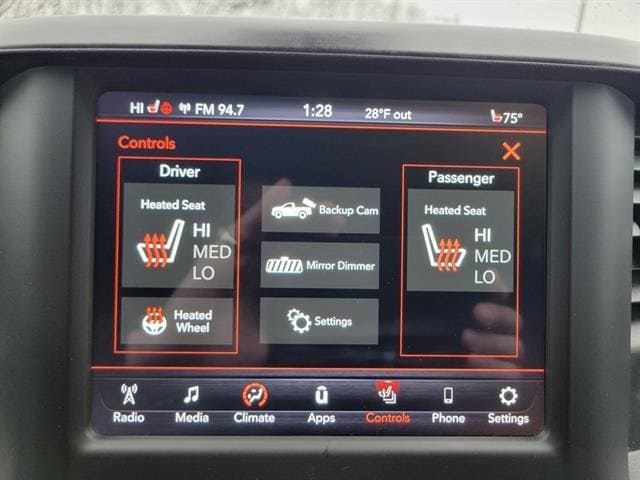 HI FM 94.7 1:28 28°F out 75°
Controls
Driver
Heated Seat
HI
MED
LO
Heated
Wheel
Backup Cam
Mirror Dimmer
Settings
Passenger
Heated Seat
HI
MED
LO
Radio Media Climate Apps Controls Phone Settings